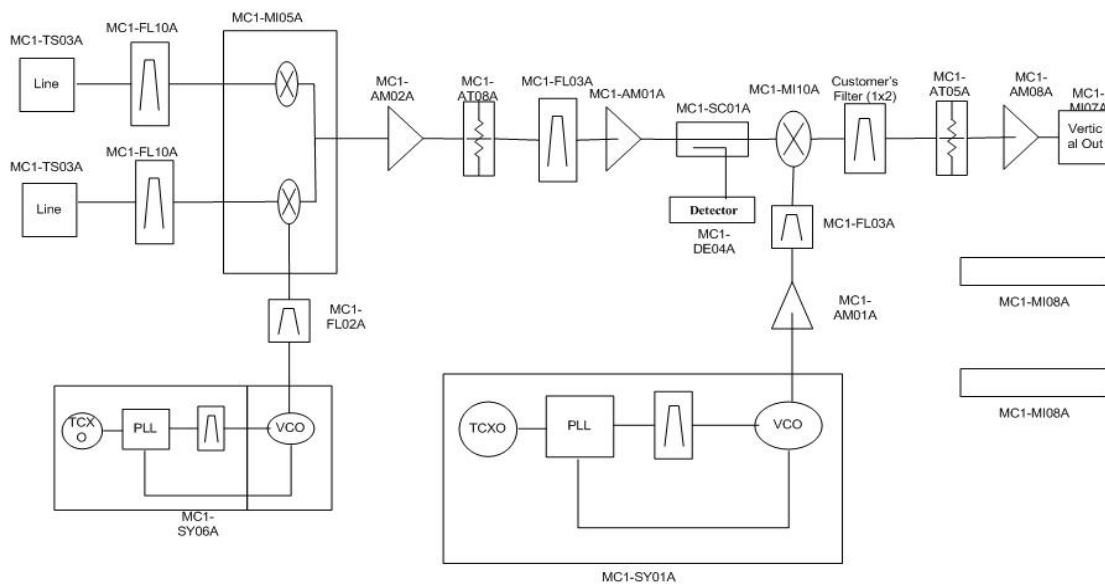 MC1-MI05A
MC1-FL10A
MC1-TS03A
Line
MC1-FL10A
MC1-TS03A
Line
MC1-
AM02A
MC1-
AT08A
MC1-FL03A
MC1-AM01A
MC1-SC01A
MC1-MI10A
Customer's
Filter (1x2)
MC1-
AT05A
MC1-
AM08A
MC1-
MI07A
Vertic
al Out
Detector
MC1-
DE04A
MC1-FL03A
MC1-
AM01A
MC1-MI08A
MC1-MI08A
MC1-
FL02A
TCX
O
PLL
VCO
MC1-
SY06A
TCXO
PLL
VCO
MC1-SY01A